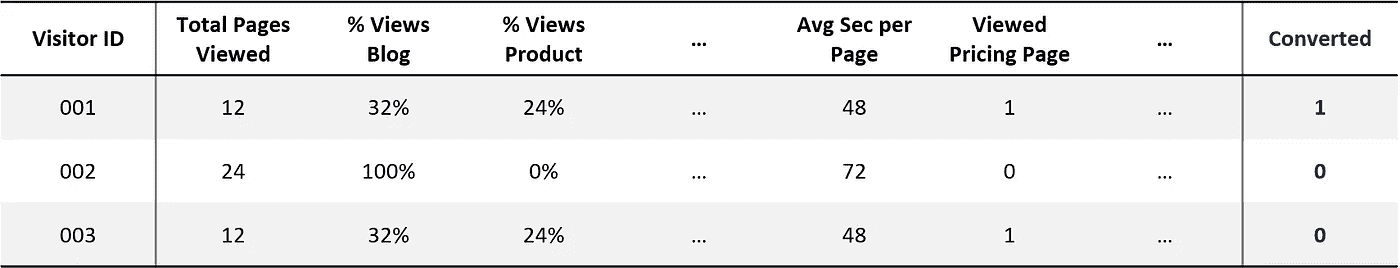 Visitor ID Total Pages Viewed % Views Blog % Views Product ... Avg Sec per Page Viewed Pricing Page ... Converted
001 12 32% 24% ... 48 1 ... 1
002 24 100% 0% ... 72 0 ... 0
003 12 32% 24% ... 48 1 ... 0